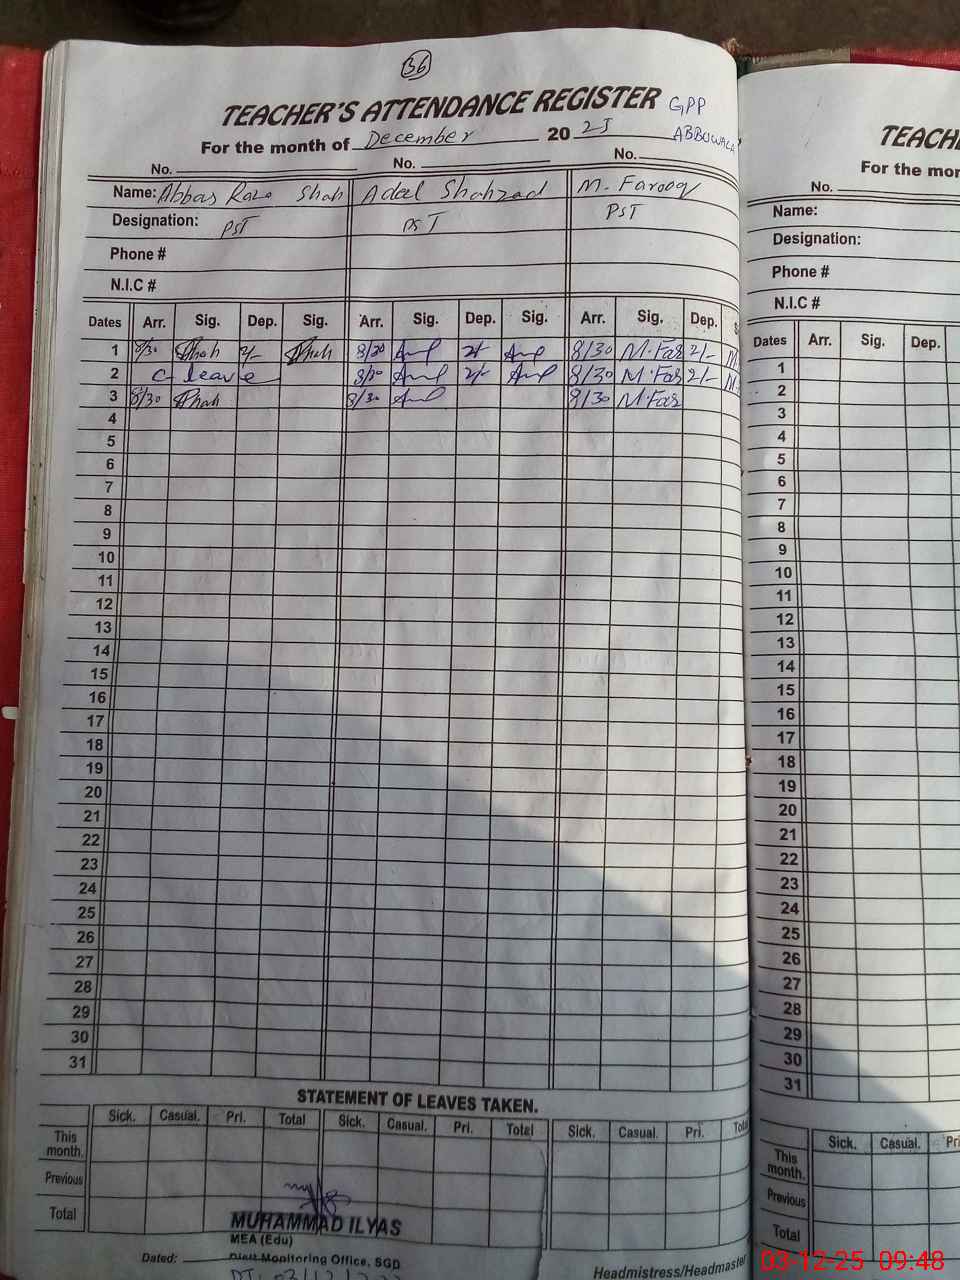 36
TEACHER'S ATTENDANCE REGISTER GPP
For the month of December 2025 ABBUWALA
No. No. No.
Name: Abbas Raza Shah Adeel Shahzad M. Farooq
Designation: PST PST PST
Phone #
N.I.C #
Dates Arr. Sig. Dep. Sig. Arr. Sig. Dep. Sig. Arr. Sig. Dep. S
1 8/30 Shah 2/- Shah 8/30 2/- 8/30 M.Far 2/- M.
2 C- leave 8/30 2/- 8/30 M.Far 2/- M.
3 8/30 Shah 8/30 8/30 M.Far
4
5
6
7
8
9
10
11
12
13
14
15
16
17
18
19
20
21
22
23
24
25
26
27
28
29
30
31
STATEMENT OF LEAVES TAKEN.
Sick. Casual. Pri. Total Sick. Casual. Pri. Total Sick. Casual. Pri. Total
This month.
Previous
Total
MUHAMMAD ILYAS
MEA (Edu)
Dated: Distt Monitoring Office, SGD
Headmistress/Headmaster
TEACHE
For the mon
No.
Name:
Designation:
Phone #
N.I.C #
Dates Arr. Sig. Dep.
1
2
3
4
5
6
7
8
9
10
11
12
13
14
15
16
17
18
19
20
21
22
23
24
25
26
27
28
29
30
31
Sick. Casual. Pri
This month.
Previous
Total
03-12-25 09:48